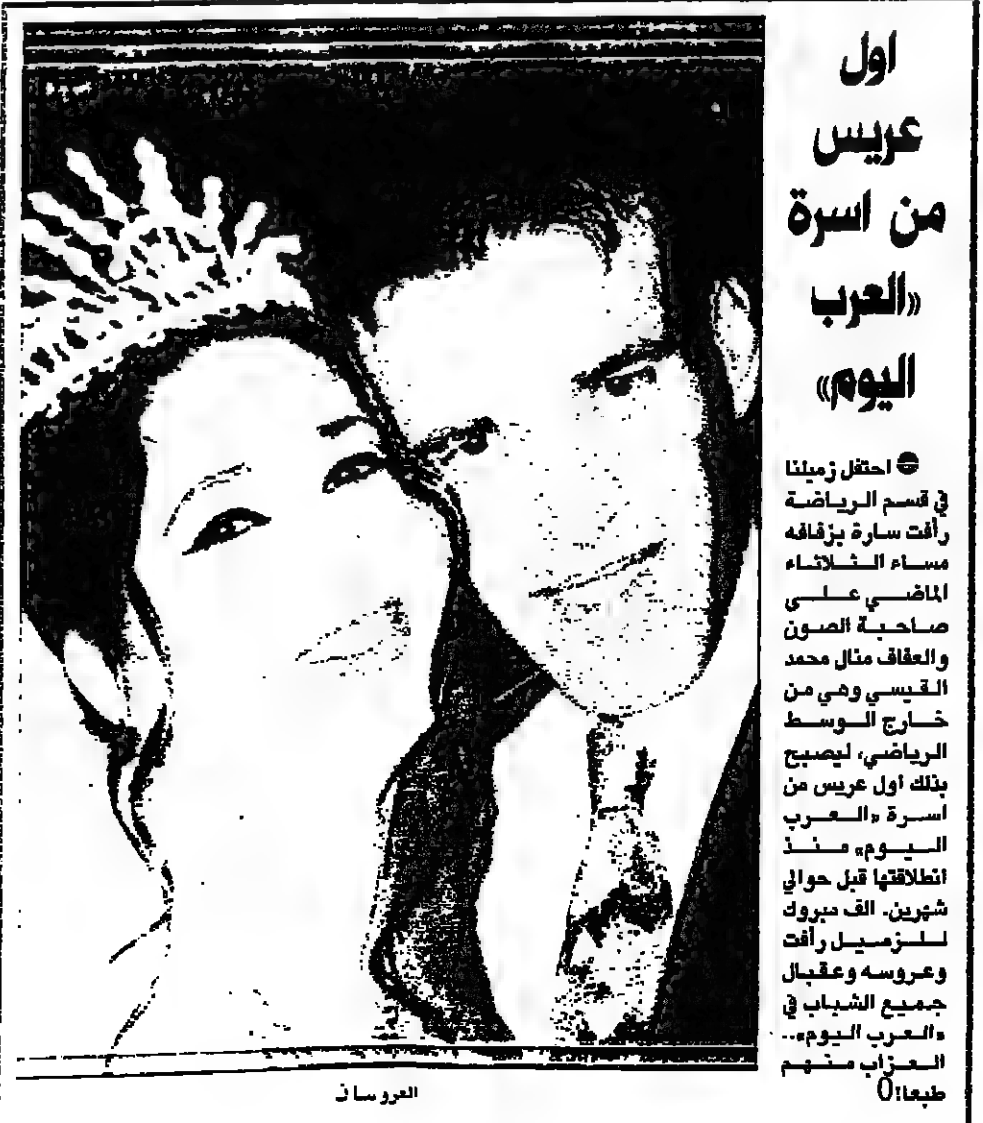 اول
عريس
من اسرة
«العرب
اليوم»
احتفل زميلنا
في قسم الرياضة
رأفت سارة بزفافه
مساء الثلاثاء
الماضي على
صاحبة الصون
والعفاف منال محمد
القيسي وهي من
خارج الوسط
الرياضي، ليصبح
بذلك أول عريس من
اسرة «العرب
اليوم» منذ
انطلاقتها قبل حوالي
شهرين. الف مبروك
للزميل رأفت
وعروسه وعقبال
جميع الشباب في
«العرب اليوم»..
العزاب منهم
طبعا!
العروسان